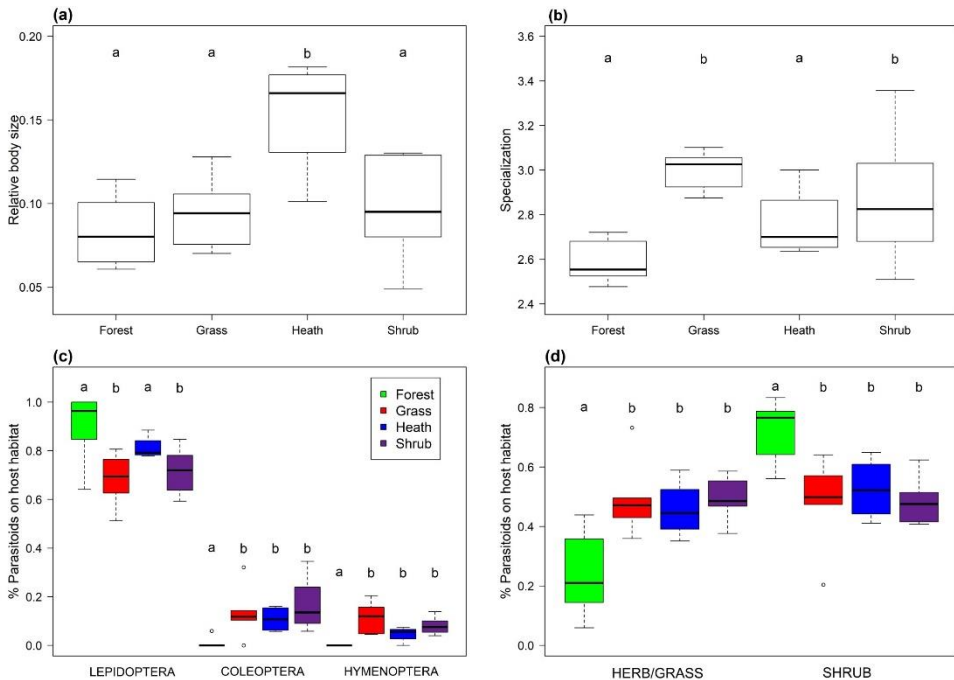 (a)
Relative body size
0.20
0.15
0.10
0.05
a a b a
Forest Grass Heath Shrub
(b)
Specialization
3.6
3.4
3.2
3.0
2.8
2.6
2.4
a b a b
Forest Grass Heath Shrub
(c)
% Parasitoids on host habitat
1.0
0.8
0.6
0.4
0.2
0.0
a b a b
a b b b
a b b b
Forest
Grass
Heath
Shrub
LEPIDOPTERA COLEOPTERA HYMENOPTERA
(d)
% Parasitoids on host habitat
0.8
0.6
0.4
0.2
0.0
a b b b
a b b b
HERB/GRASS SHRUB